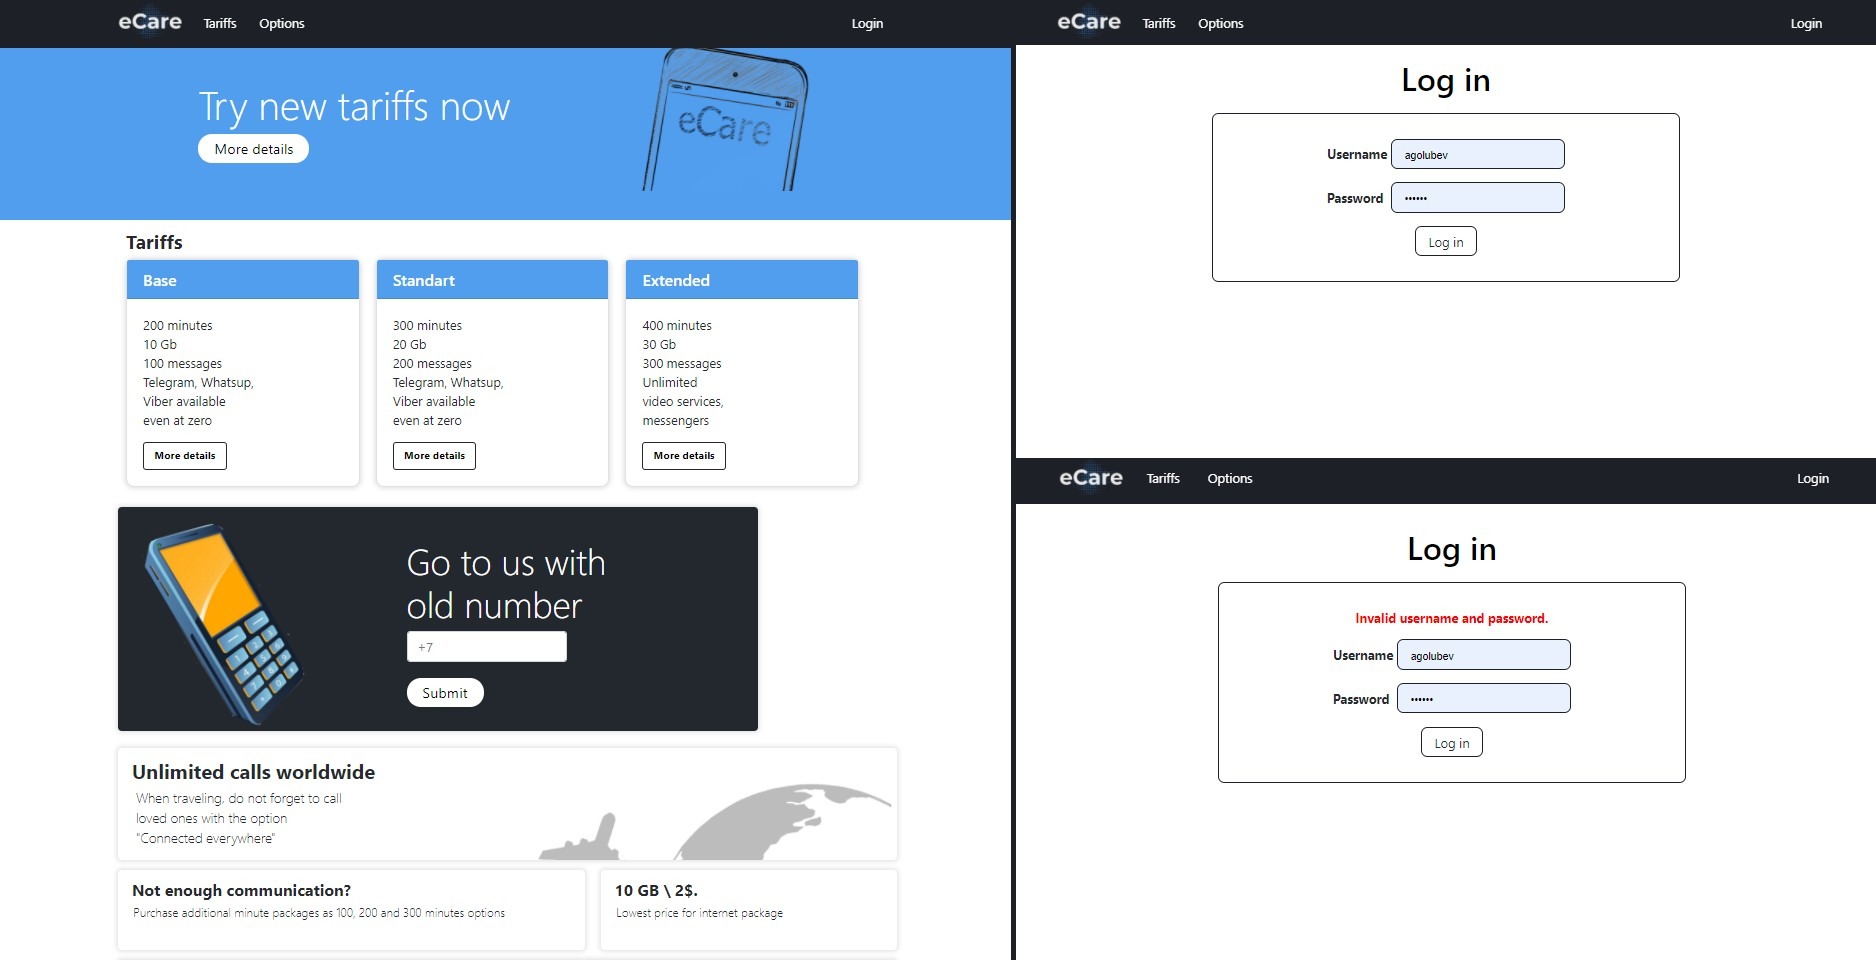 eCare Tariffs Options Login
Try new tariffs now
More details
eCare
Tariffs
Base
200 minutes
10 Gb
100 messages
Telegram, Whatsup,
Viber available
even at zero
More details
Standart
300 minutes
20 Gb
200 messages
Telegram, Whatsup,
Viber available
even at zero
More details
Extended
400 minutes
30 Gb
300 messages
Unlimited
video services,
messengers
More details
Go to us with
old number
+7
Submit
Unlimited calls worldwide
When traveling, do not forget to call
loved ones with the option
"Connected everywhere"
Not enough communication?
Purchase additional minute packages as 100, 200 and 300 minutes options
10 GB \ 2$.
Lowest price for internet package
eCare Tariffs Options Login
Log in
Username agolubev
Password ••••••
Log in
eCare Tariffs Options Login
Log in
Invalid username and password.
Username agolubev
Password ••••••
Log in